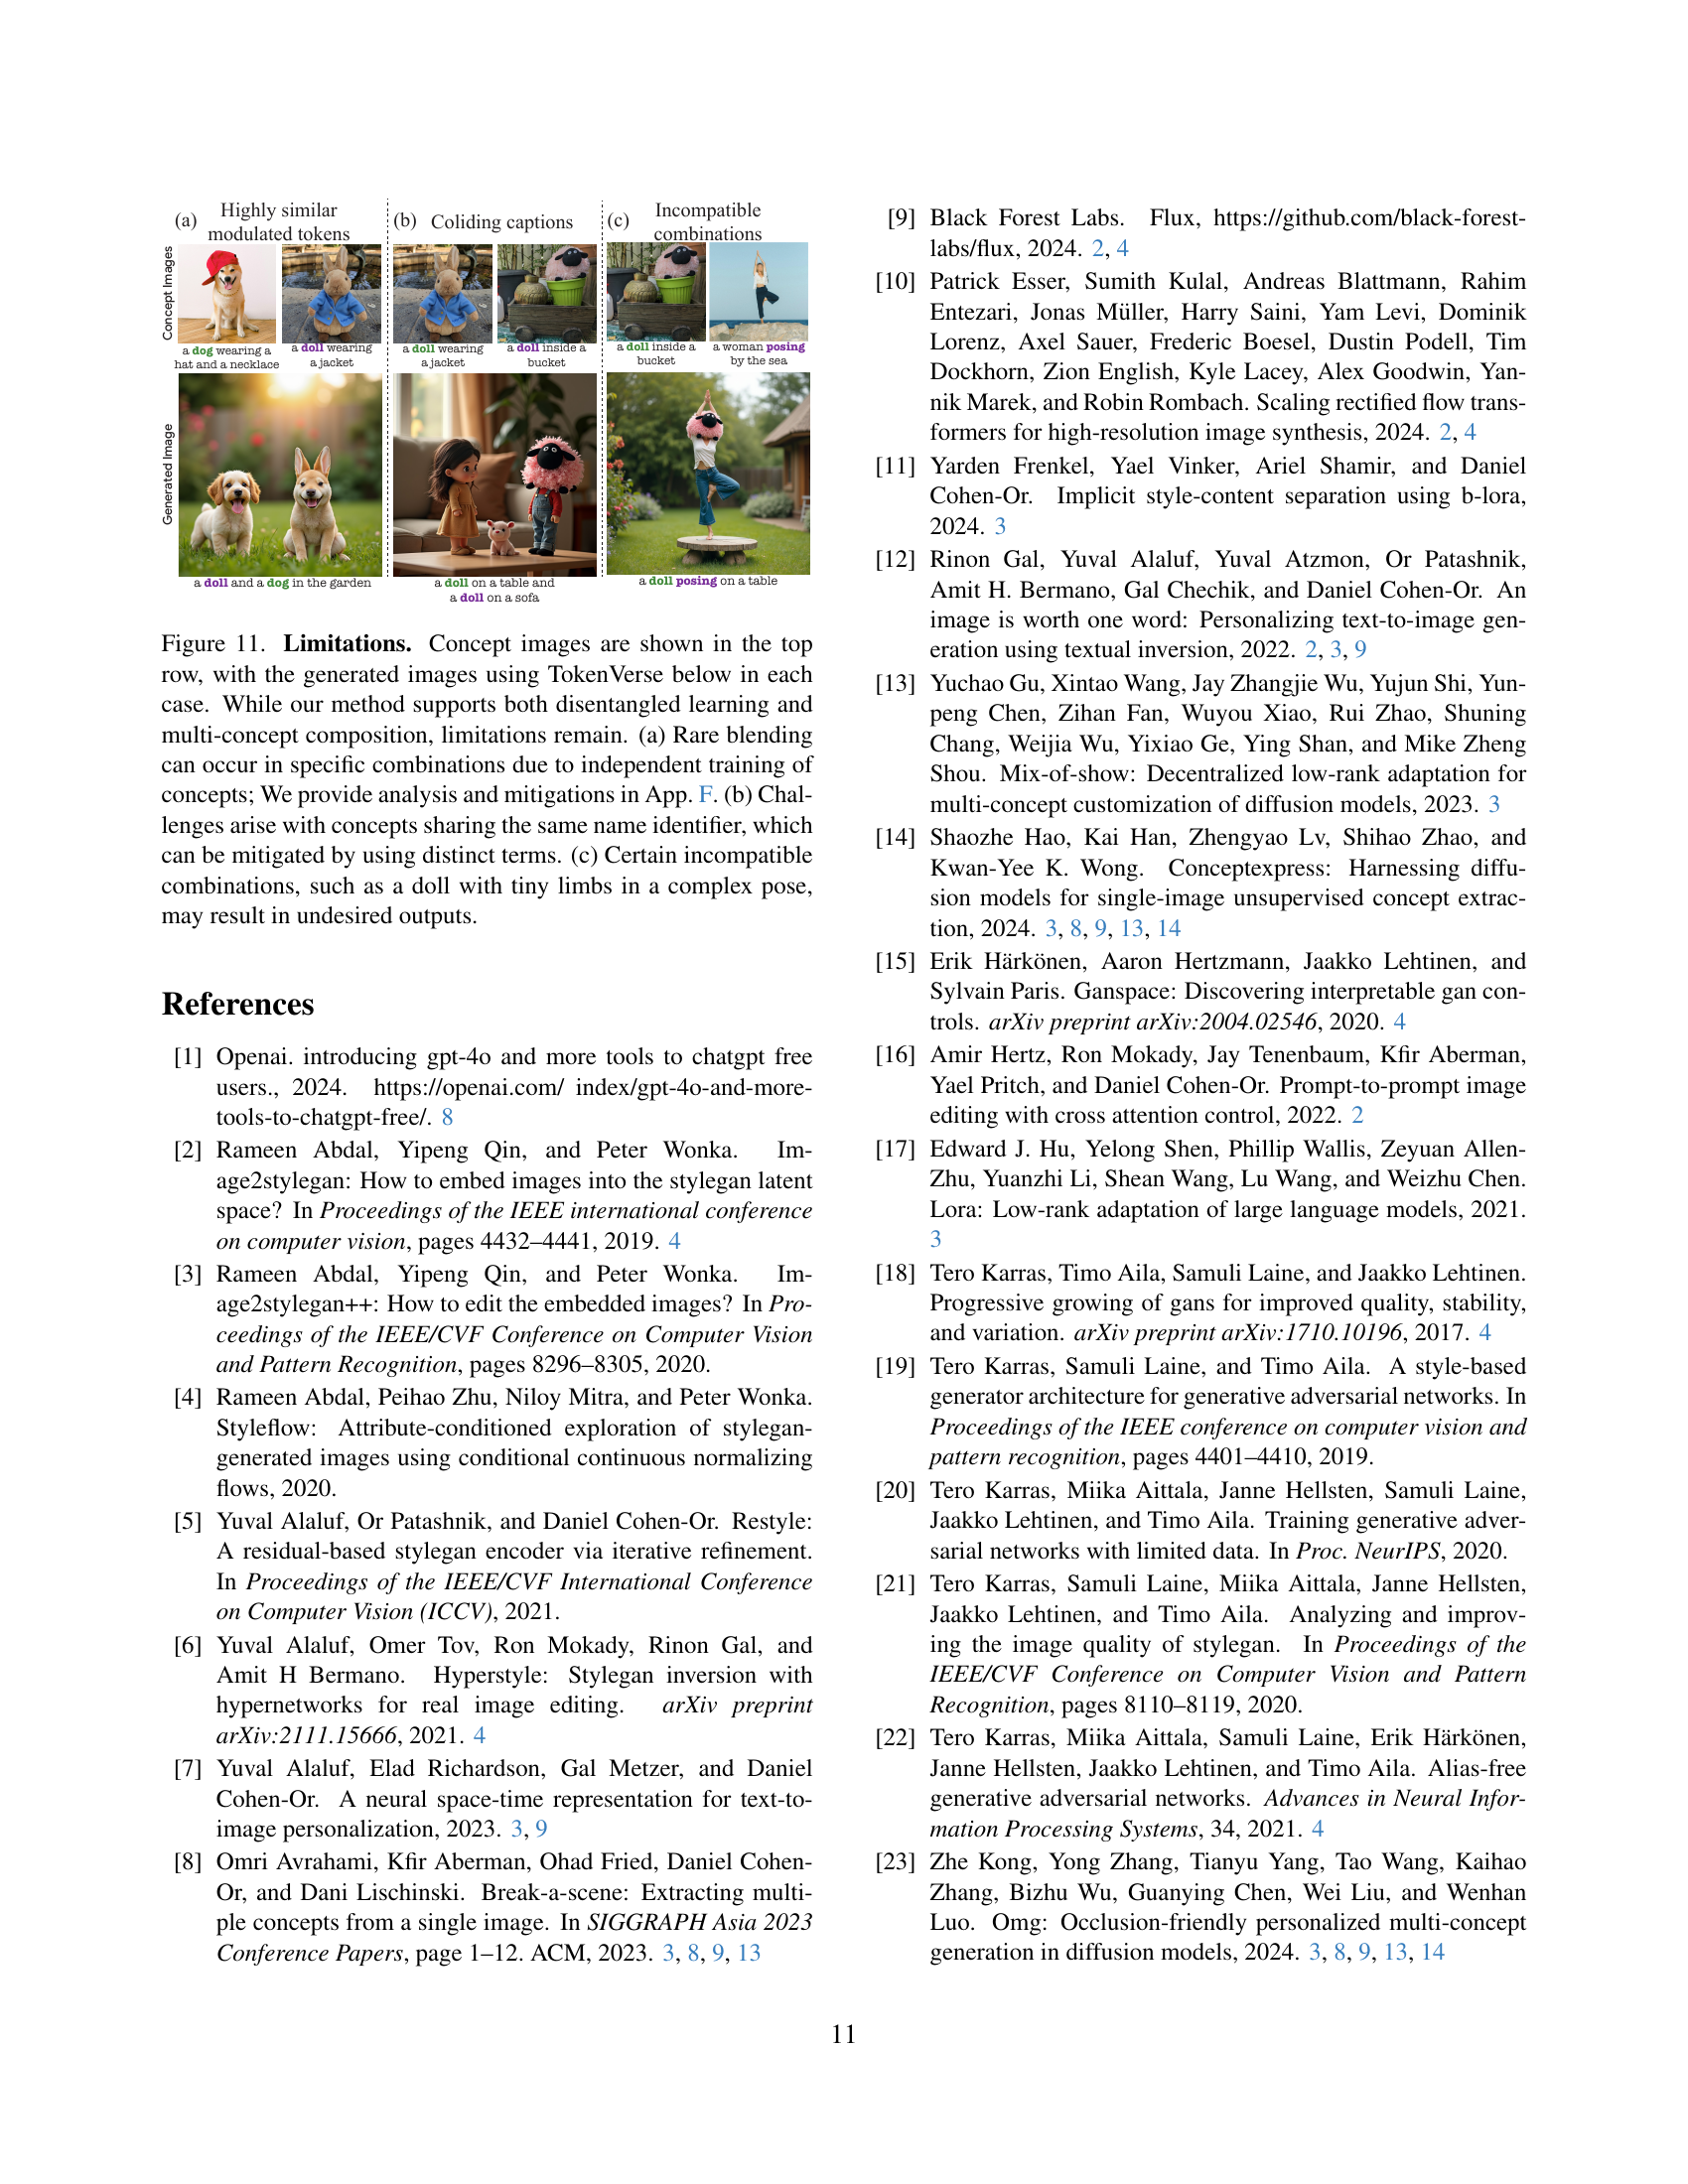 (a) Highly similar
modulated tokens
(b) Coliding captions
(c) Incompatible
combinations
Concept Images
a dog wearing a
hat and a necklace
a doll wearing
a jacket
a doll wearing
a jacket
a doll inside a
bucket
a doll inside a
bucket
a woman posing
by the sea
Generated Image
a doll and a dog in the garden
a doll on a table and
a doll on a sofa
a doll posing on a table
Figure 11. Limitations. Concept images are shown in the top
row, with the generated images using TokenVerse below in each
case. While our method supports both disentangled learning and
multi-concept composition, limitations remain. (a) Rare blending
can occur in specific combinations due to independent training of
concepts; We provide analysis and mitigations in App. F. (b) Chal-
lenges arise with concepts sharing the same name identifier, which
can be mitigated by using distinct terms. (c) Certain incompatible
combinations, such as a doll with tiny limbs in a complex pose,
may result in undesired outputs.
References
[1] Openai. introducing gpt-4o and more tools to chatgpt free
users., 2024. https://openai.com/ index/gpt-4o-and-more-
tools-to-chatgpt-free/. 8
[2] Rameen Abdal, Yipeng Qin, and Peter Wonka. Im-
age2stylegan: How to embed images into the stylegan latent
space? In Proceedings of the IEEE international conference
on computer vision, pages 4432–4441, 2019. 4
[3] Rameen Abdal, Yipeng Qin, and Peter Wonka. Im-
age2stylegan++: How to edit the embedded images? In Pro-
ceedings of the IEEE/CVF Conference on Computer Vision
and Pattern Recognition, pages 8296–8305, 2020.
[4] Rameen Abdal, Peihao Zhu, Niloy Mitra, and Peter Wonka.
Styleflow: Attribute-conditioned exploration of stylegan-
generated images using conditional continuous normalizing
flows, 2020.
[5] Yuval Alaluf, Or Patashnik, and Daniel Cohen-Or. Restyle:
A residual-based stylegan encoder via iterative refinement.
In Proceedings of the IEEE/CVF International Conference
on Computer Vision (ICCV), 2021.
[6] Yuval Alaluf, Omer Tov, Ron Mokady, Rinon Gal, and
Amit H Bermano. Hyperstyle: Stylegan inversion with
hypernetworks for real image editing. arXiv preprint
arXiv:2111.15666, 2021. 4
[7] Yuval Alaluf, Elad Richardson, Gal Metzer, and Daniel
Cohen-Or. A neural space-time representation for text-to-
image personalization, 2023. 3, 9
[8] Omri Avrahami, Kfir Aberman, Ohad Fried, Daniel Cohen-
Or, and Dani Lischinski. Break-a-scene: Extracting multi-
ple concepts from a single image. In SIGGRAPH Asia 2023
Conference Papers, page 1–12. ACM, 2023. 3, 8, 9, 13
[9] Black Forest Labs. Flux, https://github.com/black-forest-
labs/flux, 2024. 2, 4
[10] Patrick Esser, Sumith Kulal, Andreas Blattmann, Rahim
Entezari, Jonas Müller, Harry Saini, Yam Levi, Dominik
Lorenz, Axel Sauer, Frederic Boesel, Dustin Podell, Tim
Dockhorn, Zion English, Kyle Lacey, Alex Goodwin, Yan-
nik Marek, and Robin Rombach. Scaling rectified flow trans-
formers for high-resolution image synthesis, 2024. 2, 4
[11] Yarden Frenkel, Yael Vinker, Ariel Shamir, and Daniel
Cohen-Or. Implicit style-content separation using b-lora,
2024. 3
[12] Rinon Gal, Yuval Alaluf, Yuval Atzmon, Or Patashnik,
Amit H. Bermano, Gal Chechik, and Daniel Cohen-Or. An
image is worth one word: Personalizing text-to-image gen-
eration using textual inversion, 2022. 2, 3, 9
[13] Yuchao Gu, Xintao Wang, Jay Zhangjie Wu, Yujun Shi, Yun-
peng Chen, Zihan Fan, Wuyou Xiao, Rui Zhao, Shuning
Chang, Weijia Wu, Yixiao Ge, Ying Shan, and Mike Zheng
Shou. Mix-of-show: Decentralized low-rank adaptation for
multi-concept customization of diffusion models, 2023. 3
[14] Shaozhe Hao, Kai Han, Zhengyao Lv, Shihao Zhao, and
Kwan-Yee K. Wong. Conceptexpress: Harnessing diffu-
sion models for single-image unsupervised concept extrac-
tion, 2024. 3, 8, 9, 13, 14
[15] Erik Härkönen, Aaron Hertzmann, Jaakko Lehtinen, and
Sylvain Paris. Ganspace: Discovering interpretable gan con-
trols. arXiv preprint arXiv:2004.02546, 2020. 4
[16] Amir Hertz, Ron Mokady, Jay Tenenbaum, Kfir Aberman,
Yael Pritch, and Daniel Cohen-Or. Prompt-to-prompt image
editing with cross attention control, 2022. 2
[17] Edward J. Hu, Yelong Shen, Phillip Wallis, Zeyuan Allen-
Zhu, Yuanzhi Li, Shean Wang, Lu Wang, and Weizhu Chen.
Lora: Low-rank adaptation of large language models, 2021.
3
[18] Tero Karras, Timo Aila, Samuli Laine, and Jaakko Lehtinen.
Progressive growing of gans for improved quality, stability,
and variation. arXiv preprint arXiv:1710.10196, 2017. 4
[19] Tero Karras, Samuli Laine, and Timo Aila. A style-based
generator architecture for generative adversarial networks. In
Proceedings of the IEEE conference on computer vision and
pattern recognition, pages 4401–4410, 2019.
[20] Tero Karras, Miika Aittala, Janne Hellsten, Samuli Laine,
Jaakko Lehtinen, and Timo Aila. Training generative adver-
sarial networks with limited data. In Proc. NeurIPS, 2020.
[21] Tero Karras, Samuli Laine, Miika Aittala, Janne Hellsten,
Jaakko Lehtinen, and Timo Aila. Analyzing and improv-
ing the image quality of stylegan. In Proceedings of the
IEEE/CVF Conference on Computer Vision and Pattern
Recognition, pages 8110–8119, 2020.
[22] Tero Karras, Miika Aittala, Samuli Laine, Erik Härkönen,
Janne Hellsten, Jaakko Lehtinen, and Timo Aila. Alias-free
generative adversarial networks. Advances in Neural Infor-
mation Processing Systems, 34, 2021. 4
[23] Zhe Kong, Yong Zhang, Tianyu Yang, Tao Wang, Kaihao
Zhang, Bizhu Wu, Guanying Chen, Wei Liu, and Wenhan
Luo. Omg: Occlusion-friendly personalized multi-concept
generation in diffusion models, 2024. 3, 8, 9, 13, 14
11